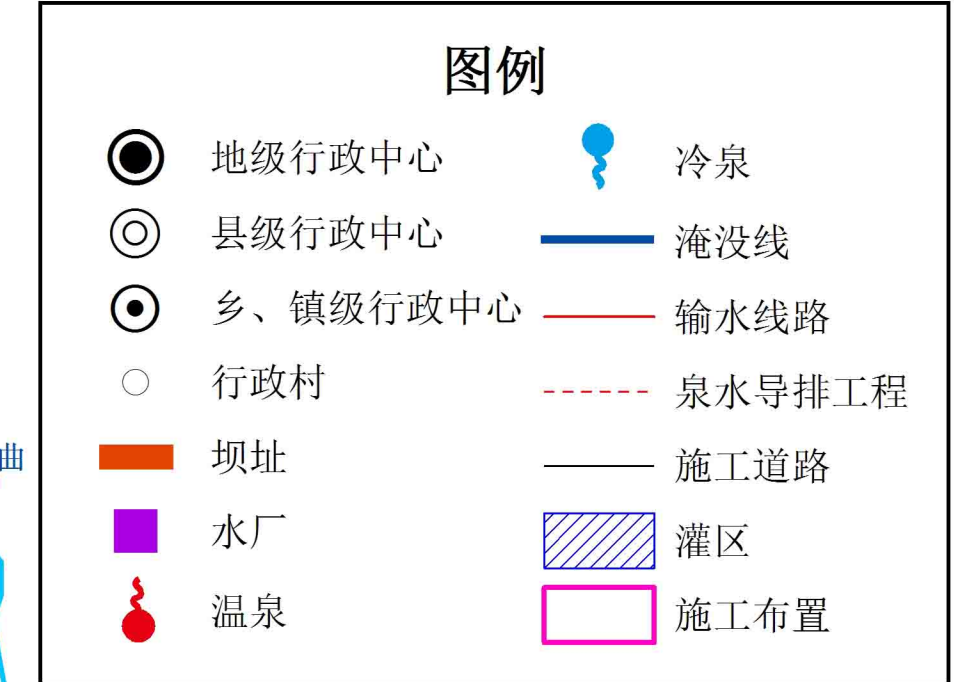 图例
地级行政中心
县级行政中心
乡、镇级行政中心
行政村
坝址
水厂
温泉
冷泉
淹没线
输水线路
泉水导排工程
施工道路
灌区
施工布置
曲